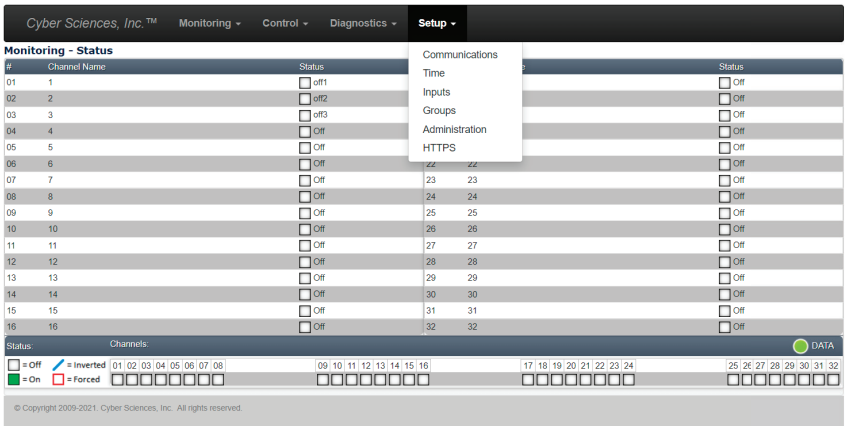 Cyber Sciences, Inc.™ Monitoring Control Diagnostics Setup
Monitoring - Status
Communications
Time
Inputs
Groups
Administration
HTTPS
# Channel Name Status Status
01 1 off1 Off
02 2 off2 Off
03 3 off3 Off
04 4 Off Off
05 5 Off Off
06 6 Off 22 22 Off
07 7 Off 23 23 Off
08 8 Off 24 24 Off
09 9 Off 25 25 Off
10 10 Off 26 26 Off
11 11 Off 27 27 Off
12 12 Off 28 28 Off
13 13 Off 29 29 Off
14 14 Off 30 30 Off
15 15 Off 31 31 Off
16 16 Off 32 32 Off
Status: Channels: DATA
= Off = Inverted 01 02 03 04 05 06 07 08 09 10 11 12 13 14 15 16 17 18 19 20 21 22 23 24 25 26 27 28 29 30 31 32
= On = Forced
© Copyright 2009-2021. Cyber Sciences, Inc. All rights reserved.